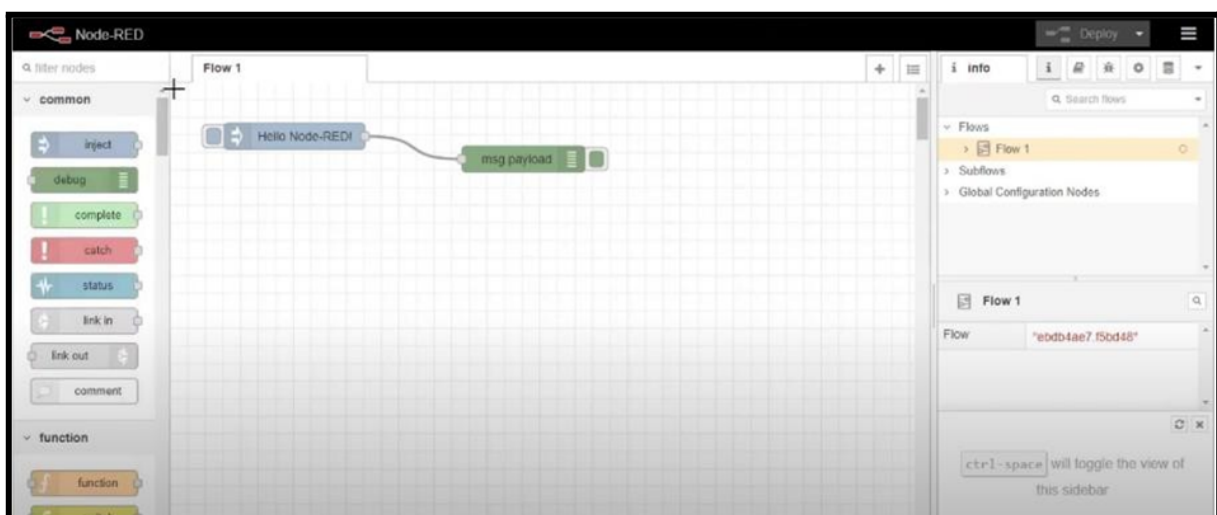 Node-RED
Deploy
filter nodes
Flow 1
info
i
common
Search flows
inject
Hello Node-RED!
msg.payload
Flows
Flow 1
debug
Subflows
Global Configuration Nodes
complete
catch
status
link in
Flow 1
link out
Flow
"ebdb4ae7.f5bd48"
comment
function
ctrl-space will toggle the view of
this sidebar
function